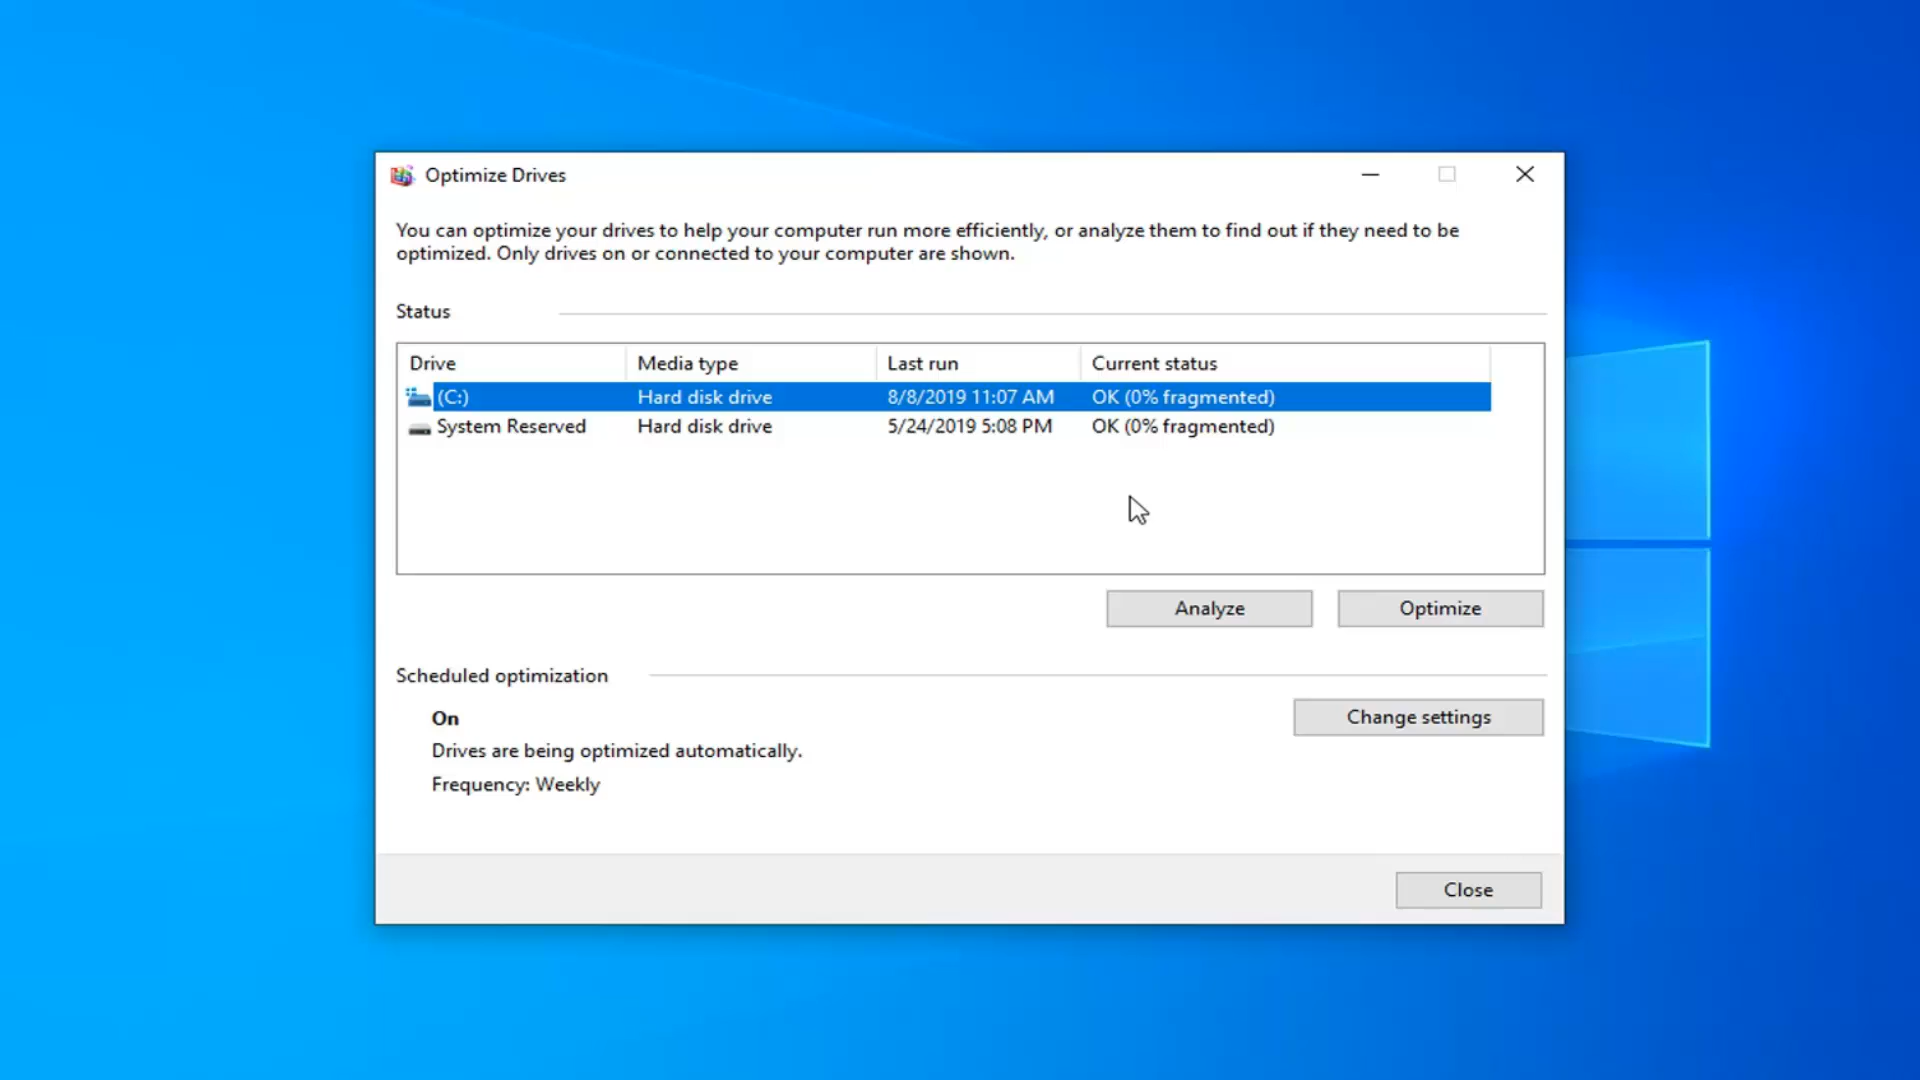 Optimize Drives
You can optimize your drives to help your computer run more efficiently, or analyze them to find out if they need to be
optimized. Only drives on or connected to your computer are shown.
Status
Drive Media type Last run Current status
(C:) Hard disk drive 8/8/2019 11:07 AM OK (0% fragmented)
System Reserved Hard disk drive 5/24/2019 5:08 PM OK (0% fragmented)
Analyze Optimize
Scheduled optimization
On
Change settings
Drives are being optimized automatically.
Frequency: Weekly
Close